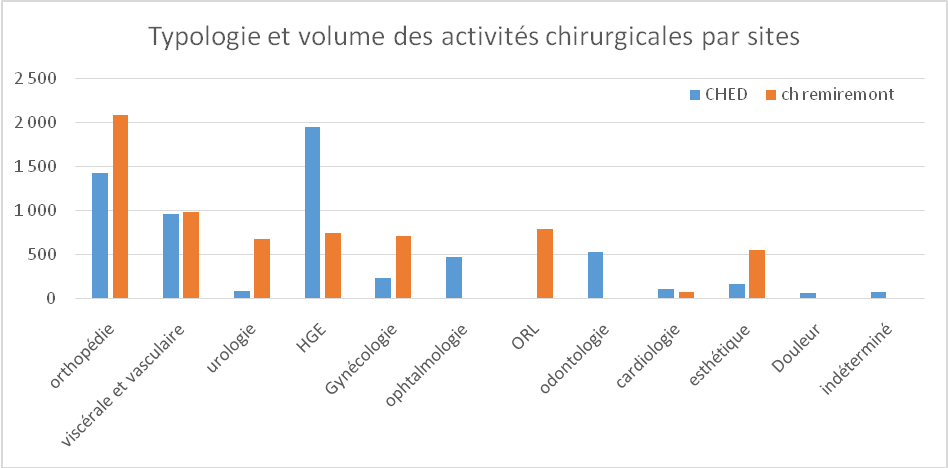 Typologie et volume des activités chirurgicales par sites
CHED
ch remiremont
2 500
2 000
1 500
1 000
500
0
orthopédie
viscérale et vasculaire
urologie
HGE
Gynécologie
ophtalmologie
ORL
odontologie
cardiologie
esthétique
Douleur
indéterminé